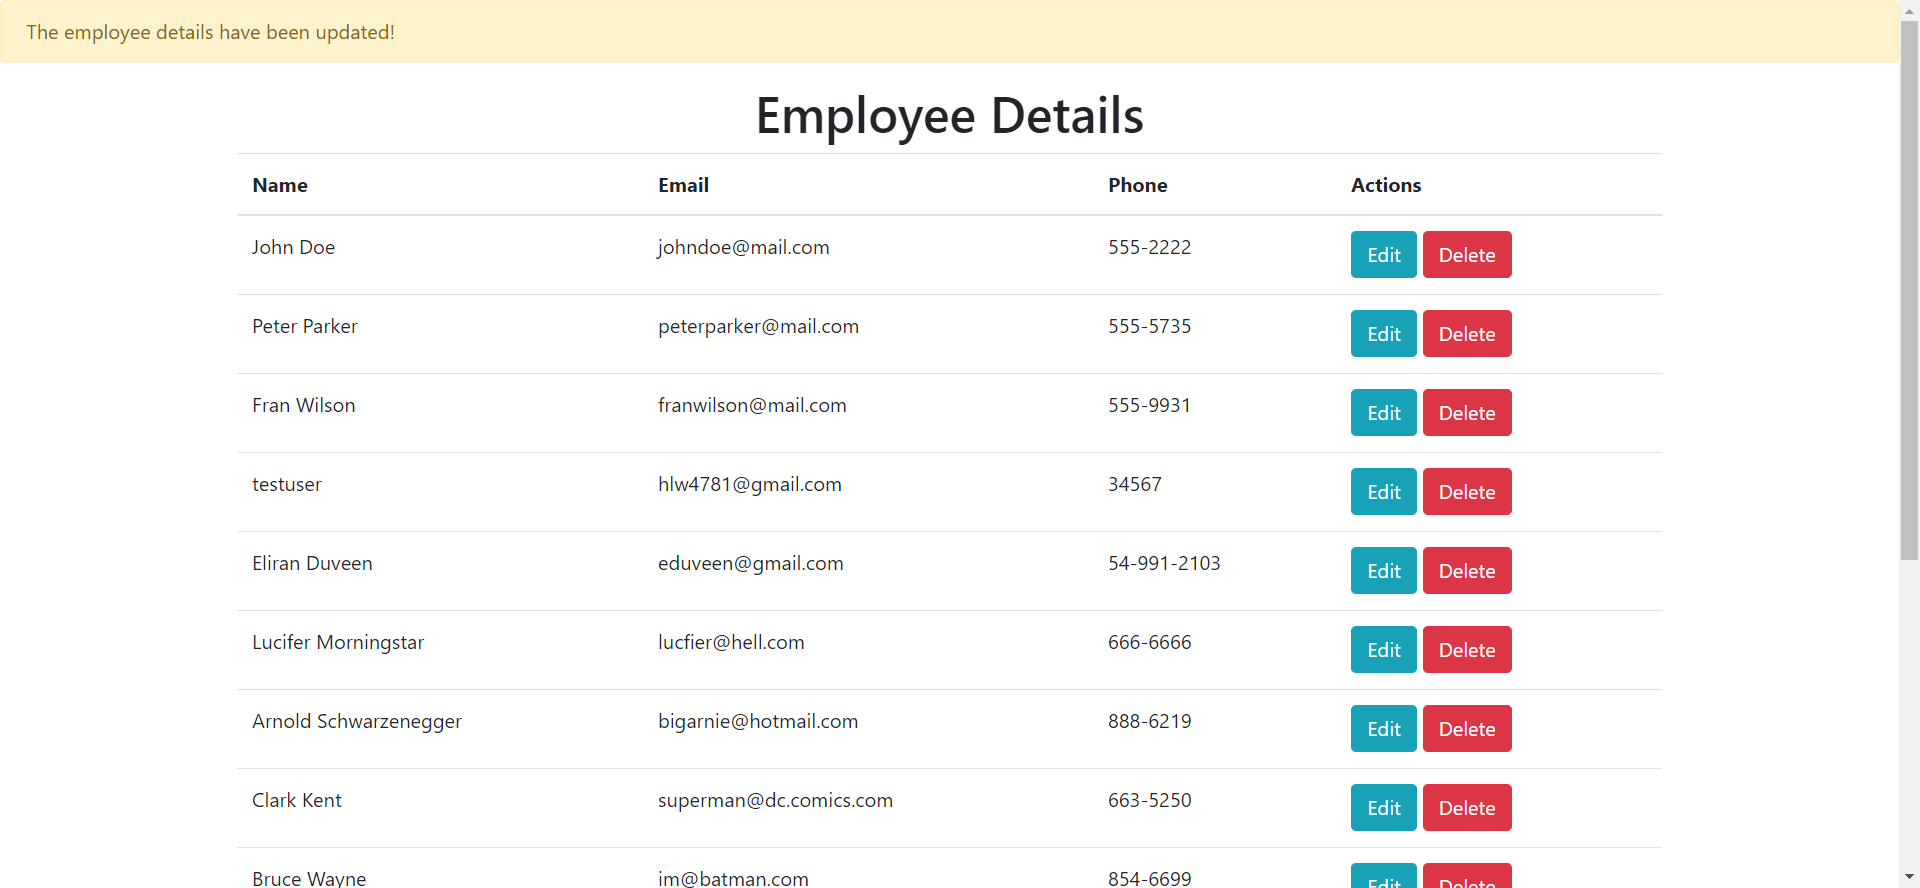 The employee details have been updated!
Employee Details
Name Email Phone Actions
John Doe johndoe@mail.com 555-2222 Edit Delete
Peter Parker peterparker@mail.com 555-5735 Edit Delete
Fran Wilson franwilson@mail.com 555-9931 Edit Delete
testuser hlw4781@gmail.com 34567 Edit Delete
Eliran Duveen eduveen@gmail.com 54-991-2103 Edit Delete
Lucifer Morningstar lucfier@hell.com 666-6666 Edit Delete
Arnold Schwarzenegger bigarnie@hotmail.com 888-6219 Edit Delete
Clark Kent superman@dc.comics.com 663-5250 Edit Delete
Bruce Wayne im@batman.com 854-6699 Edit Delete